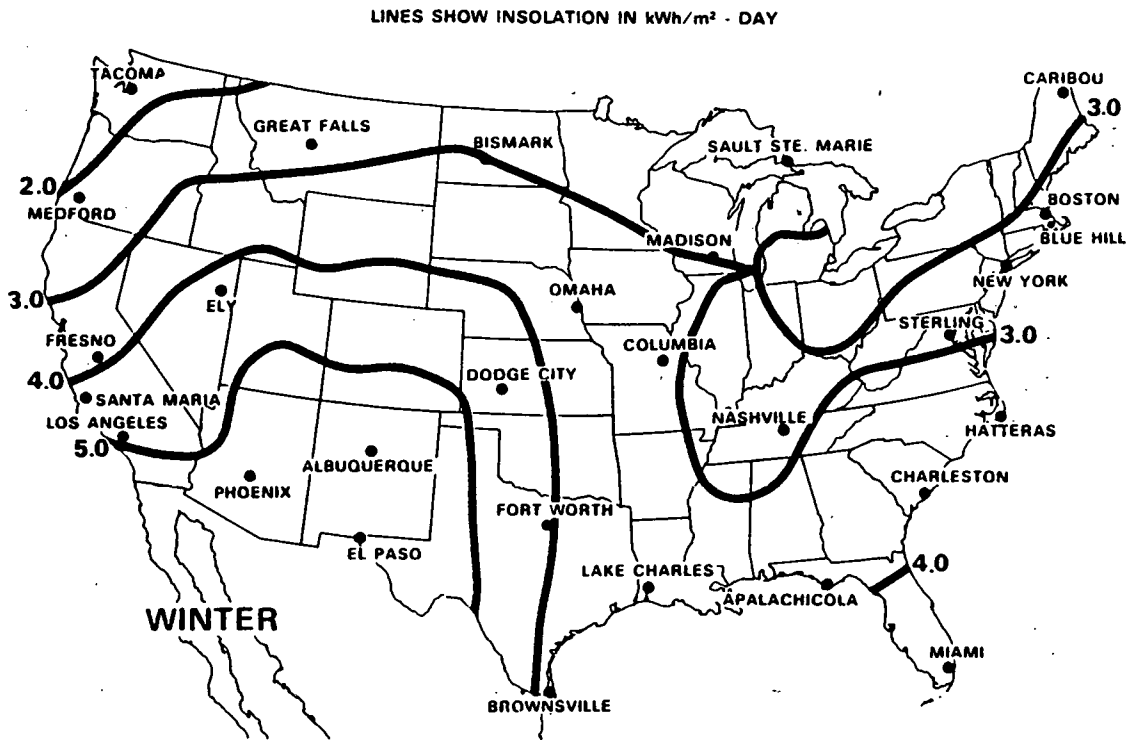 LINES SHOW INSOLATION IN kWh/m² - DAY
TACOMA
CARIBOU
3.0
GREAT FALLS
BISMARK
SAULT STE. MARIE
2.0
MEDFORD
BOSTON
MADISON
BLUE HILL
NEW YORK
3.0
ELY
OMAHA
STERLING
3.0
FRESNO
COLUMBIA
4.0
DODGE CITY
SANTA MARIA
LOS ANGELES
NASHVILLE
HATTERAS
5.0
ALBUQUERQUE
PHOENIX
CHARLESTON
FORT WORTH
EL PASO
4.0
LAKE CHARLES
APALACHICOLA
WINTER
MIAMI
BROWNSVILLE